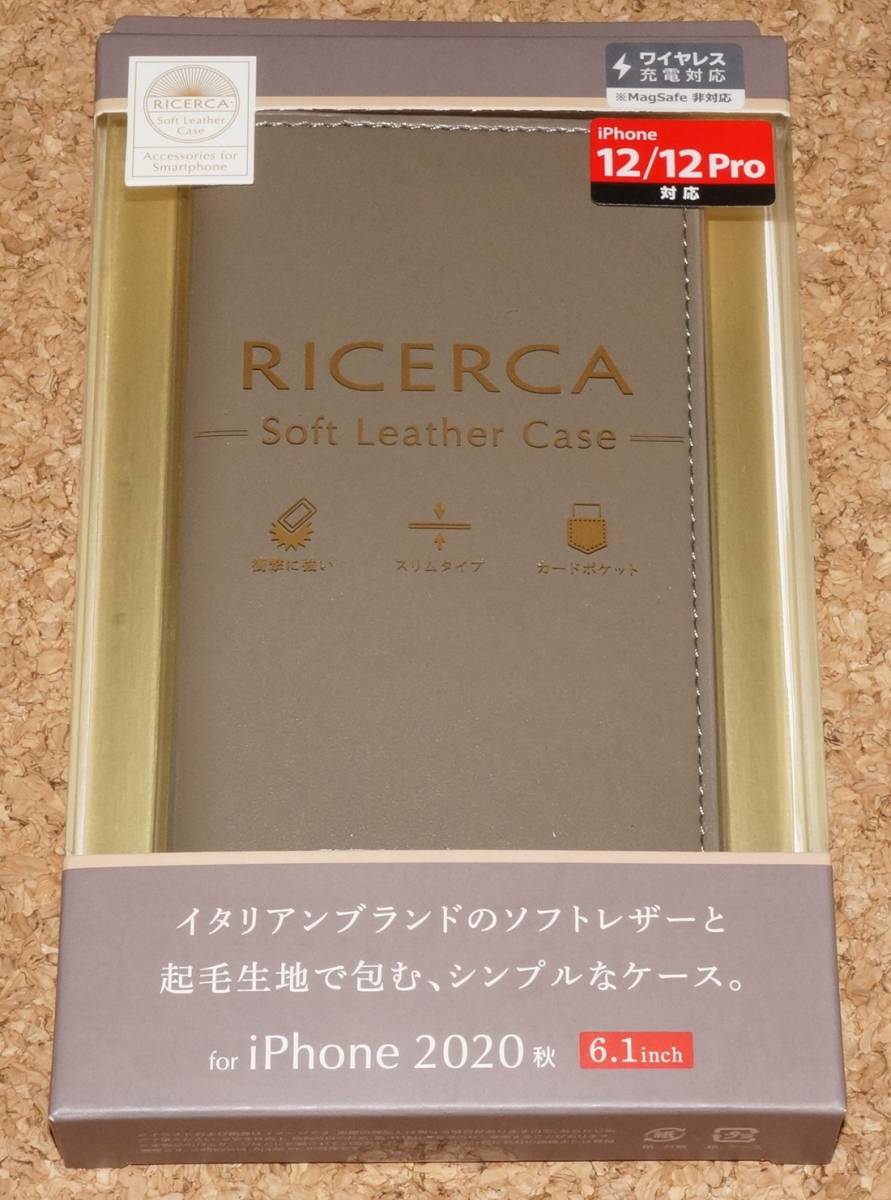 RICERCA
Soft Leather
Case
Accessories for
Smartphone
ワイヤレス
充電対応
※MagSafe 非対応
iPhone
12/12 Pro
対応
RICERCA
Soft Leather Case
衝撃に強い
スリムタイプ
カードポケット
イタリアンブランドのソフトレザーと
起毛生地で包む、シンプルなケース。
for iPhone 2020 秋 6.1inch
紙
プラ